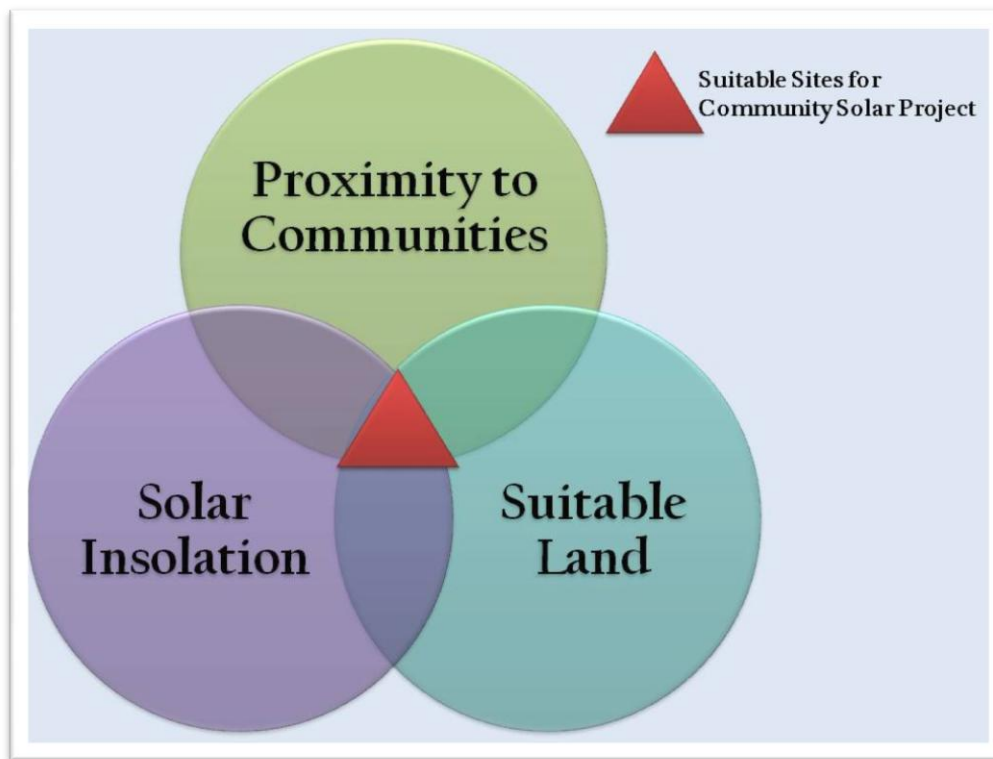 Suitable Sites for
Community Solar Project
Proximity to
Communities
Solar
Insolation
Suitable
Land